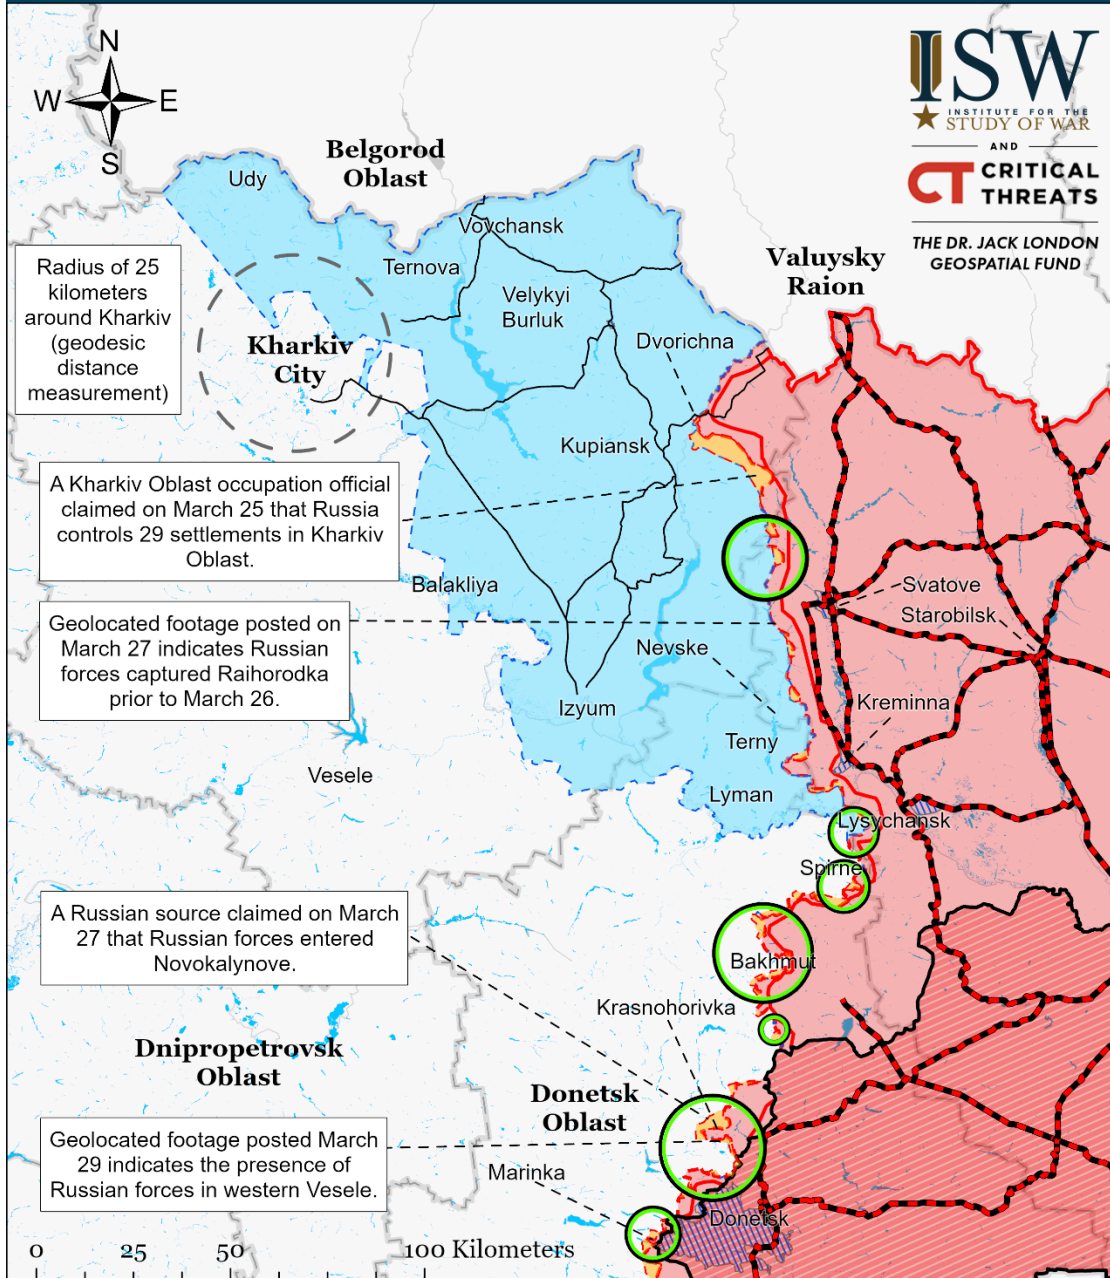 N
W E
S
ISW
INSTITUTE FOR THE
STUDY OF WAR
AND
CT CRITICAL
THREATS
THE DR. JACK LONDON
GEOSPATIAL FUND
Belgorod
Oblast
Udy
Vovchansk
Ternova
Valuysky
Raion
Radius of 25
kilometers
around Kharkiv
(geodesic
distance
measurement)
Velykyi
Burluk
Dvorichna
Kharkiv
City
Kupiansk
A Kharkiv Oblast occupation official
claimed on March 25 that Russia
controls 29 settlements in Kharkiv
Oblast.
Balakliya
Svatove
Starobilsk
Geolocated footage posted on
March 27 indicates Russian
forces captured Raihorodka
prior to March 26.
Nevske
Izyum
Kreminna
Terny
Vesele
Lyman
Lysychansk
Spirne
A Russian source claimed on March
27 that Russian forces entered
Novokalynove.
Bakhmut
Krasnohorivka
Dnipropetrovsk
Oblast
Donetsk
Oblast
Geolocated footage posted March
29 indicates the presence of
Russian forces in western Vesele.
Marinka
Donetsk
0 25 50 100 Kilometers